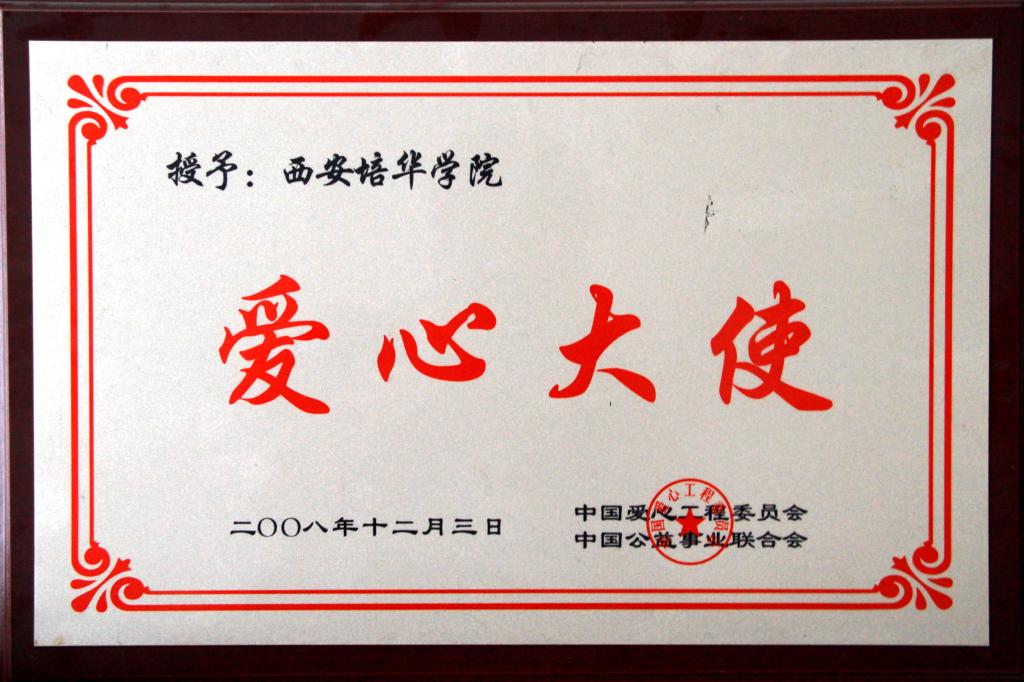 授予：西安培华学院
爱心大使
二〇〇八年十二月三日
中国爱心工程委员会
中国公益事业联合会